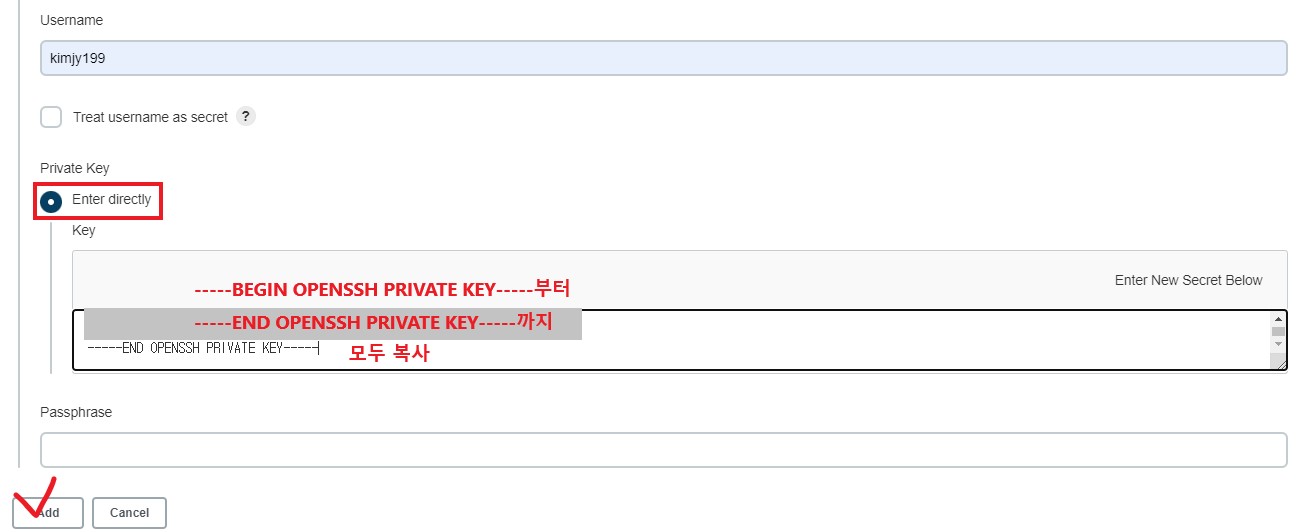 Username
kimjy199
Treat username as secret ?
Private Key
Enter directly
Key
Enter New Secret Below
-----BEGIN OPENSSH PRIVATE KEY-----부터
-----END OPENSSH PRIVATE KEY-----까지
-----END OPENSSH PRIVATE KEY-----
모두 복사
Passphrase
Add
Cancel